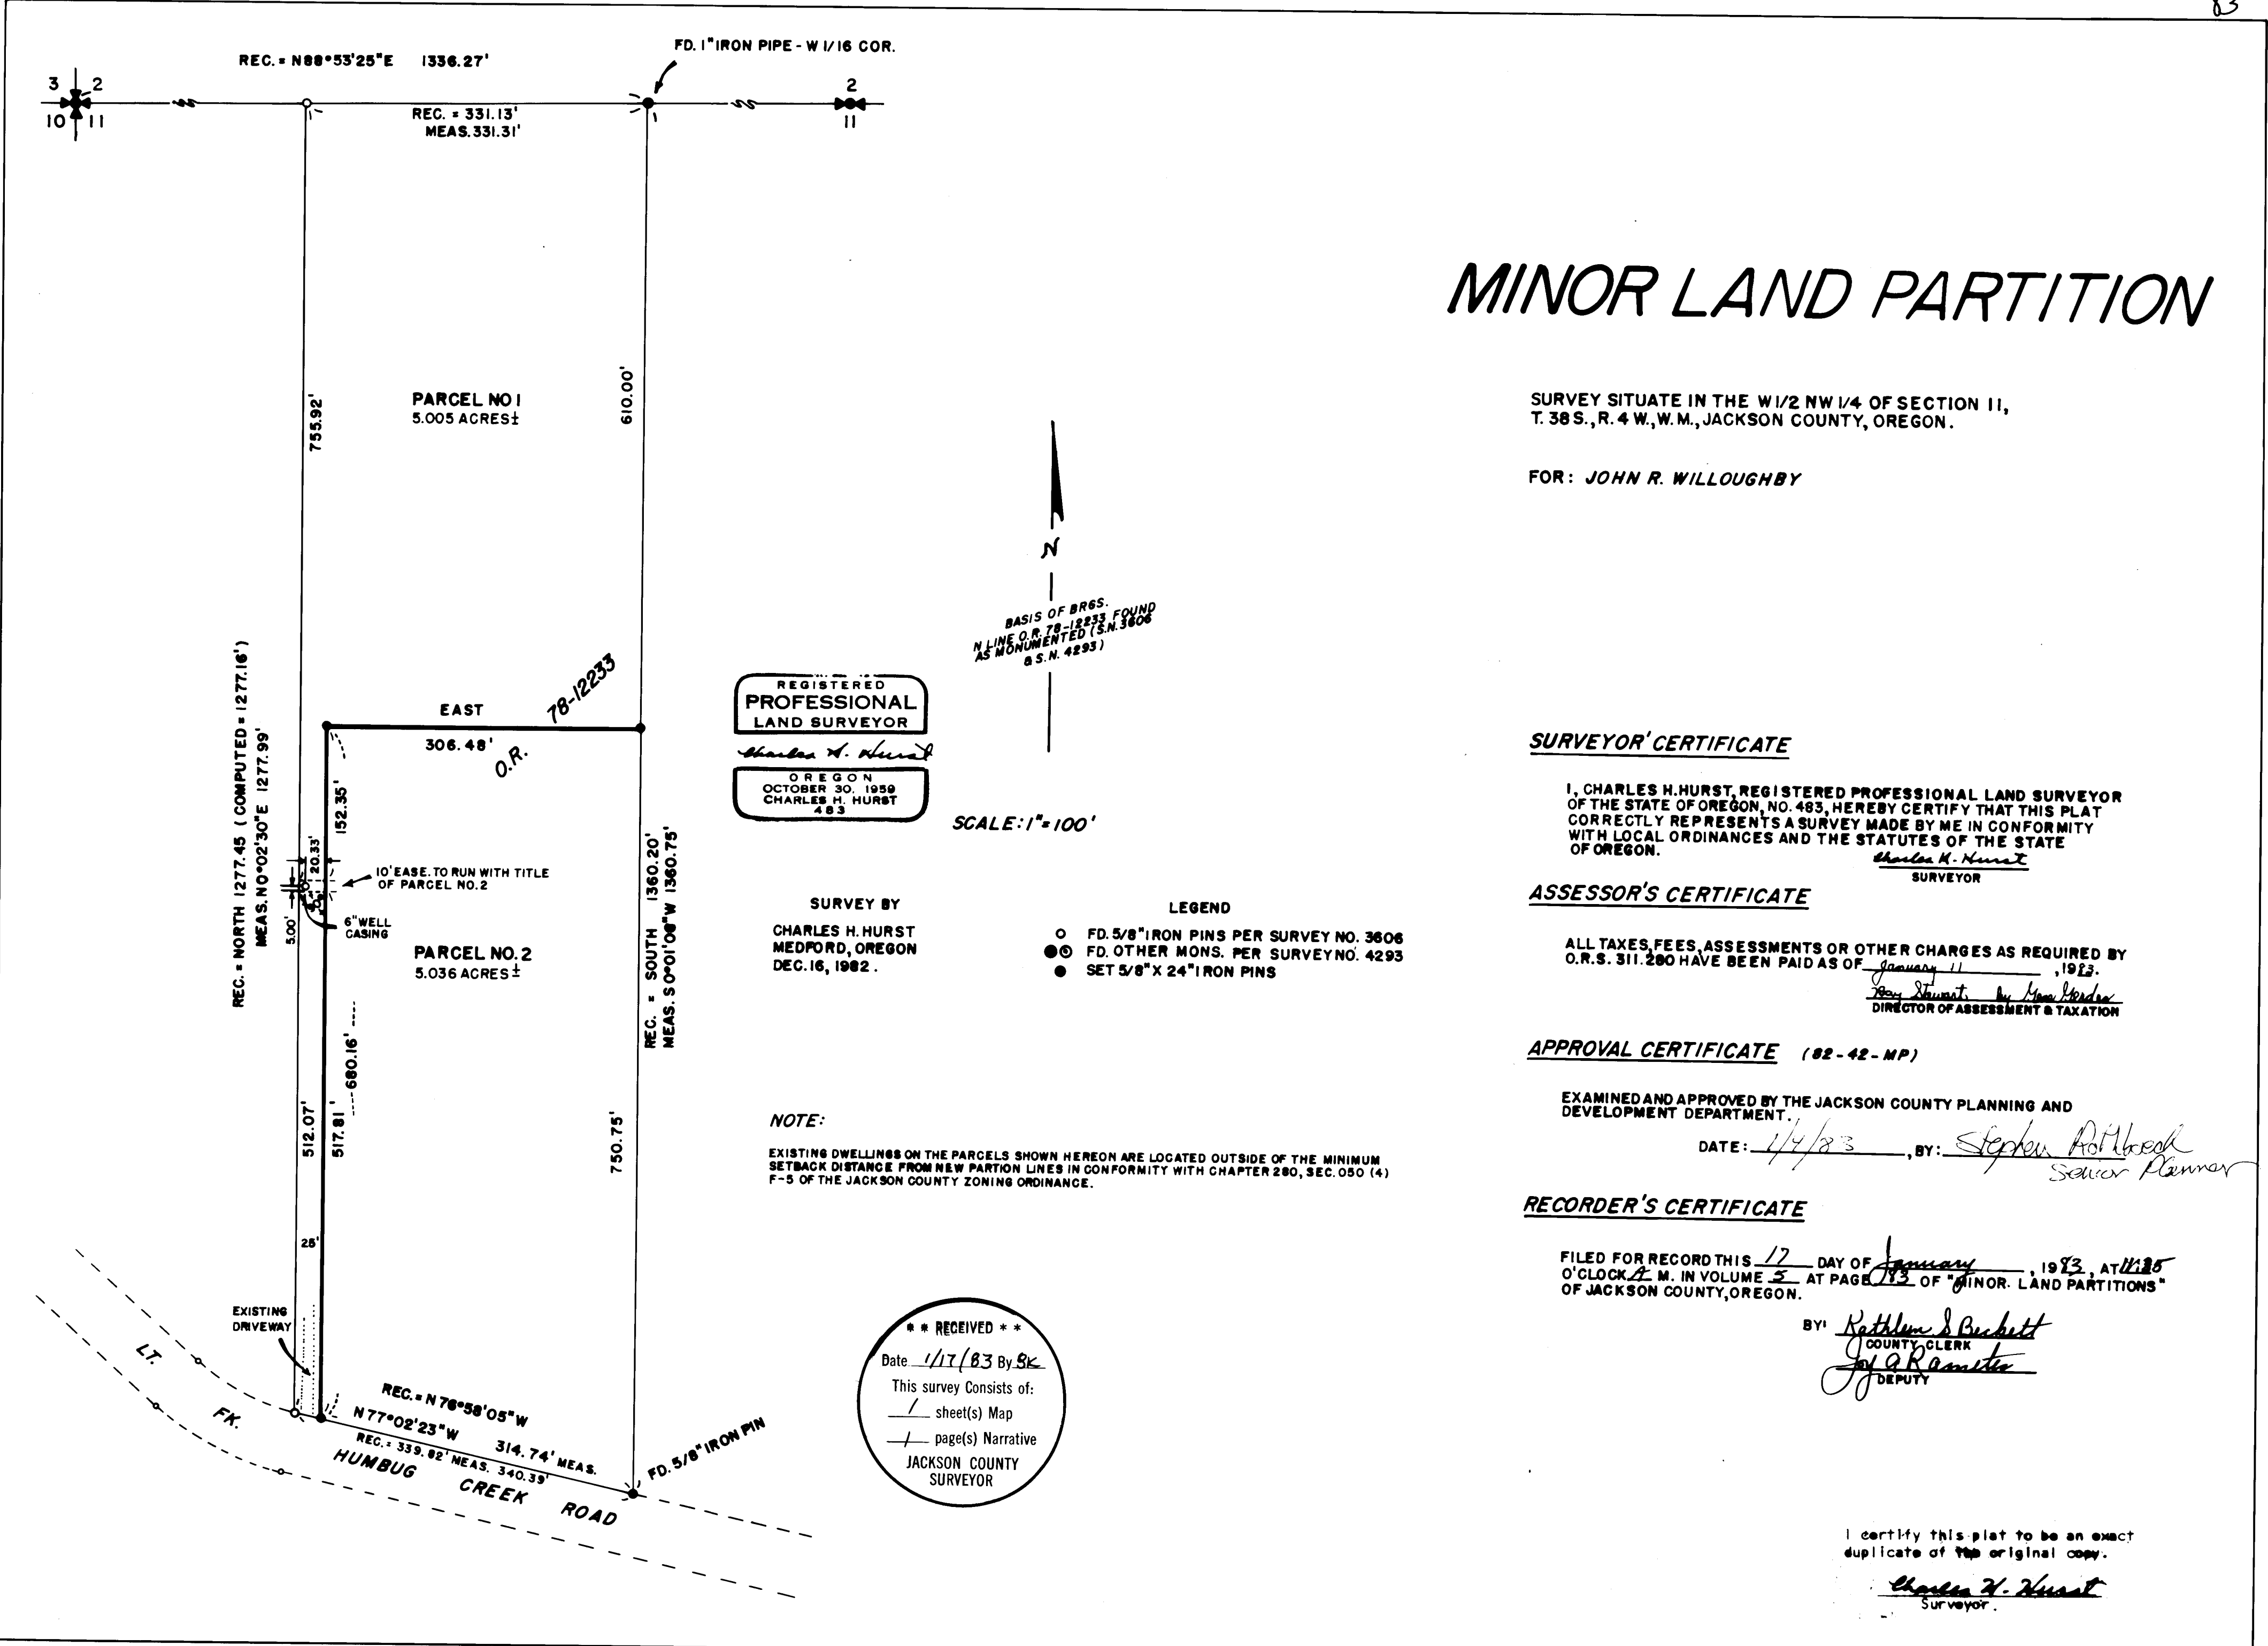 83
REC. = N88°53'25"E 1336.27'
FD. 1" IRON PIPE - W 1/16 COR.
3 2
10 11
2
11
REC. = 331.13'
MEAS. 331.31'
MINOR LAND PARTITION
SURVEY SITUATE IN THE W 1/2 NW 1/4 OF SECTION 11,
T. 38 S., R. 4 W., W. M., JACKSON COUNTY, OREGON.
FOR: JOHN R. WILLOUGHBY
755.92'
PARCEL NO 1
5.005 ACRES±
610.00'
N
BASIS OF BRGS.
N LINE O.R. 78-12233 FOUND
AS MONUMENTED (S.N. 3606
& S.N. 4293)
SCALE: 1"=100'
REC. = NORTH 1277.45 (COMPUTED = 1277.16')
MEAS. N0°02'30"E 1277.99'
EAST
306.48'
O.R. 78-12233
152.35'
20.33'
10' EASE. TO RUN WITH TITLE
OF PARCEL NO. 2
5.00'
6" WELL
CASING
PARCEL NO. 2
5.036 ACRES±
REC. = SOUTH 1360.20'
MEAS. S0°01'06"W 1360.75'
680.16'
512.07'
517.81'
750.75'
25'
EXISTING
DRIVEWAY
REC. = N 76°58'05"W
N 77°02'23"W 314.74' MEAS.
REC. = 339.82' MEAS. 340.39'
FD. 5/8" IRON PIN
LT. FK. HUMBUG CREEK ROAD
REGISTERED
PROFESSIONAL
LAND SURVEYOR
Charles H. Hurst
OREGON
OCTOBER 30, 1959
CHARLES H. HURST
483
SURVEY BY
CHARLES H. HURST
MEDFORD, OREGON
DEC. 16, 1982.
LEGEND
FD. 5/8" IRON PINS PER SURVEY NO. 3606
FD. OTHER MONS. PER SURVEY NO. 4293
SET 5/8" X 24" IRON PINS
NOTE:
EXISTING DWELLINGS ON THE PARCELS SHOWN HEREON ARE LOCATED OUTSIDE OF THE MINIMUM
SETBACK DISTANCE FROM NEW PARTION LINES IN CONFORMITY WITH CHAPTER 280, SEC. 050 (4)
F-5 OF THE JACKSON COUNTY ZONING ORDINANCE.
* * RECEIVED * *
Date 1/17/83 By BK
This survey Consists of:
1 sheet(s) Map
1 page(s) Narrative
JACKSON COUNTY
SURVEYOR
SURVEYOR' CERTIFICATE
I, CHARLES H. HURST, REGISTERED PROFESSIONAL LAND SURVEYOR
OF THE STATE OF OREGON, NO. 483, HEREBY CERTIFY THAT THIS PLAT
CORRECTLY REPRESENTS A SURVEY MADE BY ME IN CONFORMITY
WITH LOCAL ORDINANCES AND THE STATUTES OF THE STATE
OF OREGON.
Charles H. Hurst
SURVEYOR
ASSESSOR'S CERTIFICATE
ALL TAXES, FEES, ASSESSMENTS OR OTHER CHARGES AS REQUIRED BY
O.R.S. 311.280 HAVE BEEN PAID AS OF January 11, 1983.
Ray Stewart by Gene
DIRECTOR OF ASSESSMENT & TAXATION
APPROVAL CERTIFICATE (82-42-MP)
EXAMINED AND APPROVED BY THE JACKSON COUNTY PLANNING AND
DEVELOPMENT DEPARTMENT.
DATE: 1/4/83, BY: Stephen
Senior Planner
RECORDER'S CERTIFICATE
FILED FOR RECORD THIS 17 DAY OF January, 1983, AT
O'CLOCK A M. IN VOLUME 5 AT PAGE 83 OF "MINOR. LAND PARTITIONS"
OF JACKSON COUNTY, OREGON.
BY: Kathleen S Beckett
COUNTY CLERK
DEPUTY
I certify this plat to be an exact
duplicate of the original copy.
Charles H. Hurst
Surveyor.